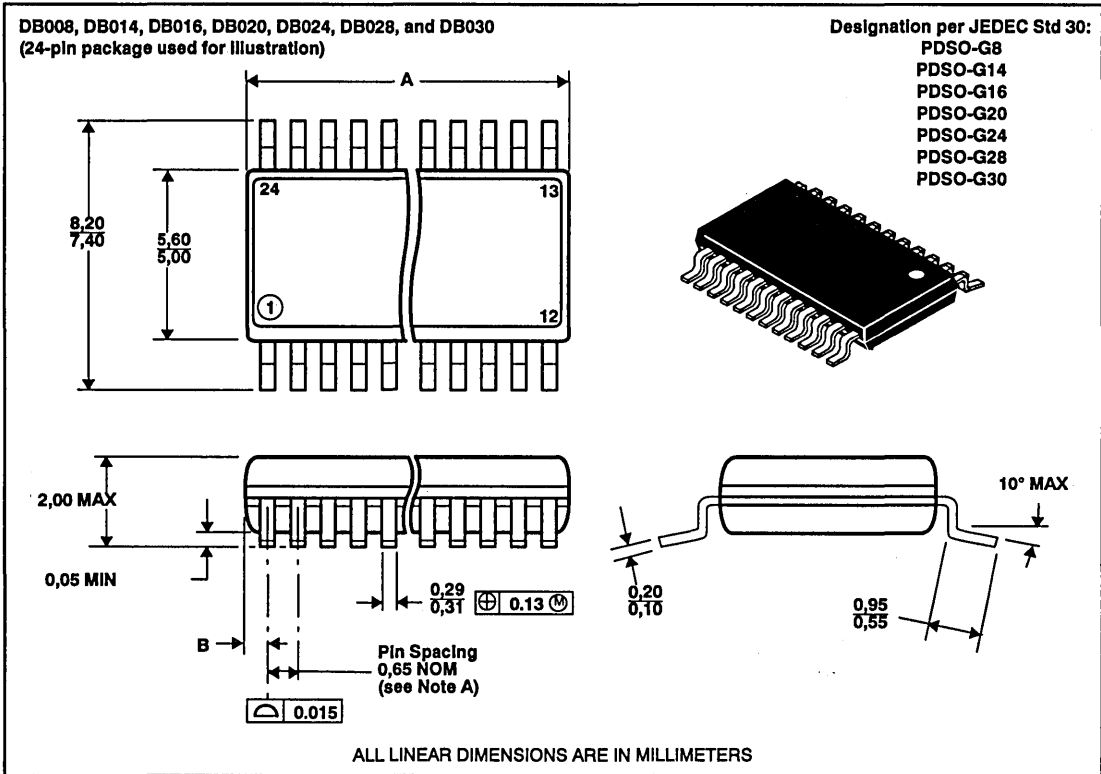 DB008, DB014, DB016, DB020, DB024, DB028, and DB030
(24-pin package used for illustration)
Designation per JEDEC Std 30:
PDSO-G8
PDSO-G14
PDSO-G16
PDSO-G20
PDSO-G24
PDSO-G28
PDSO-G30
A
24
13
8,20
7,40
5,60
5,00
1
12
2,00 MAX
10° MAX
0,05 MIN
0,29
0,31
⌖ 0.13 Ⓜ
0,20
0,10
0,95
0,55
B
Pin Spacing
0,65 NOM
(see Note A)
⌓ 0.015
ALL LINEAR DIMENSIONS ARE IN MILLIMETERS